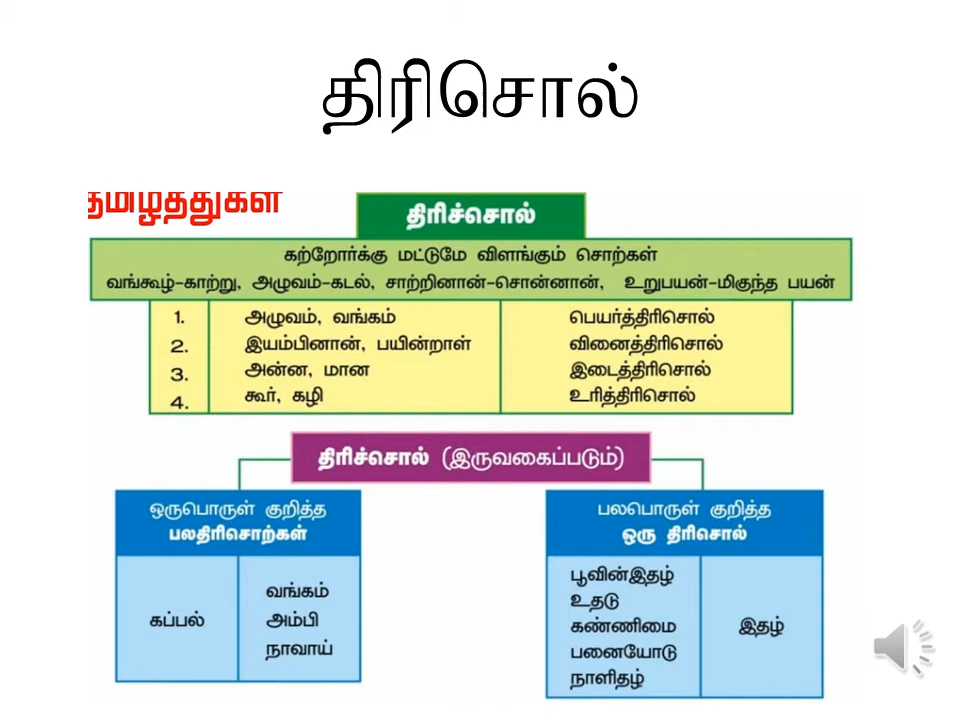 திரிசொல்
தமிழ்த்துகள்
திரிச்சொல்
கற்றோர்க்கு மட்டுமே விளங்கும் சொற்கள்
வங்கூழ்-காற்று, அழுவம்-கடல், சாற்றினான்-சொன்னான், உறுபயன்-மிகுந்த பயன்
1. அழுவம், வங்கம் பெயர்த்திரிசொல்
2. இயம்பினான், பயின்றாள் வினைத்திரிசொல்
3. அன்ன, மான இடைத்திரிசொல்
4. கூர், கழி உரித்திரிசொல்
திரிச்சொல் (இருவகைப்படும்)
ஒருபொருள் குறித்த
பலதிரிசொற்கள்
கப்பல்
வங்கம்
அம்பி
நாவாய்
பலபொருள் குறித்த
ஒரு திரிசொல்
பூவின்இதழ்
உதடு
கண்ணிமை
பனையோடு
நாளிதழ்
இதழ்